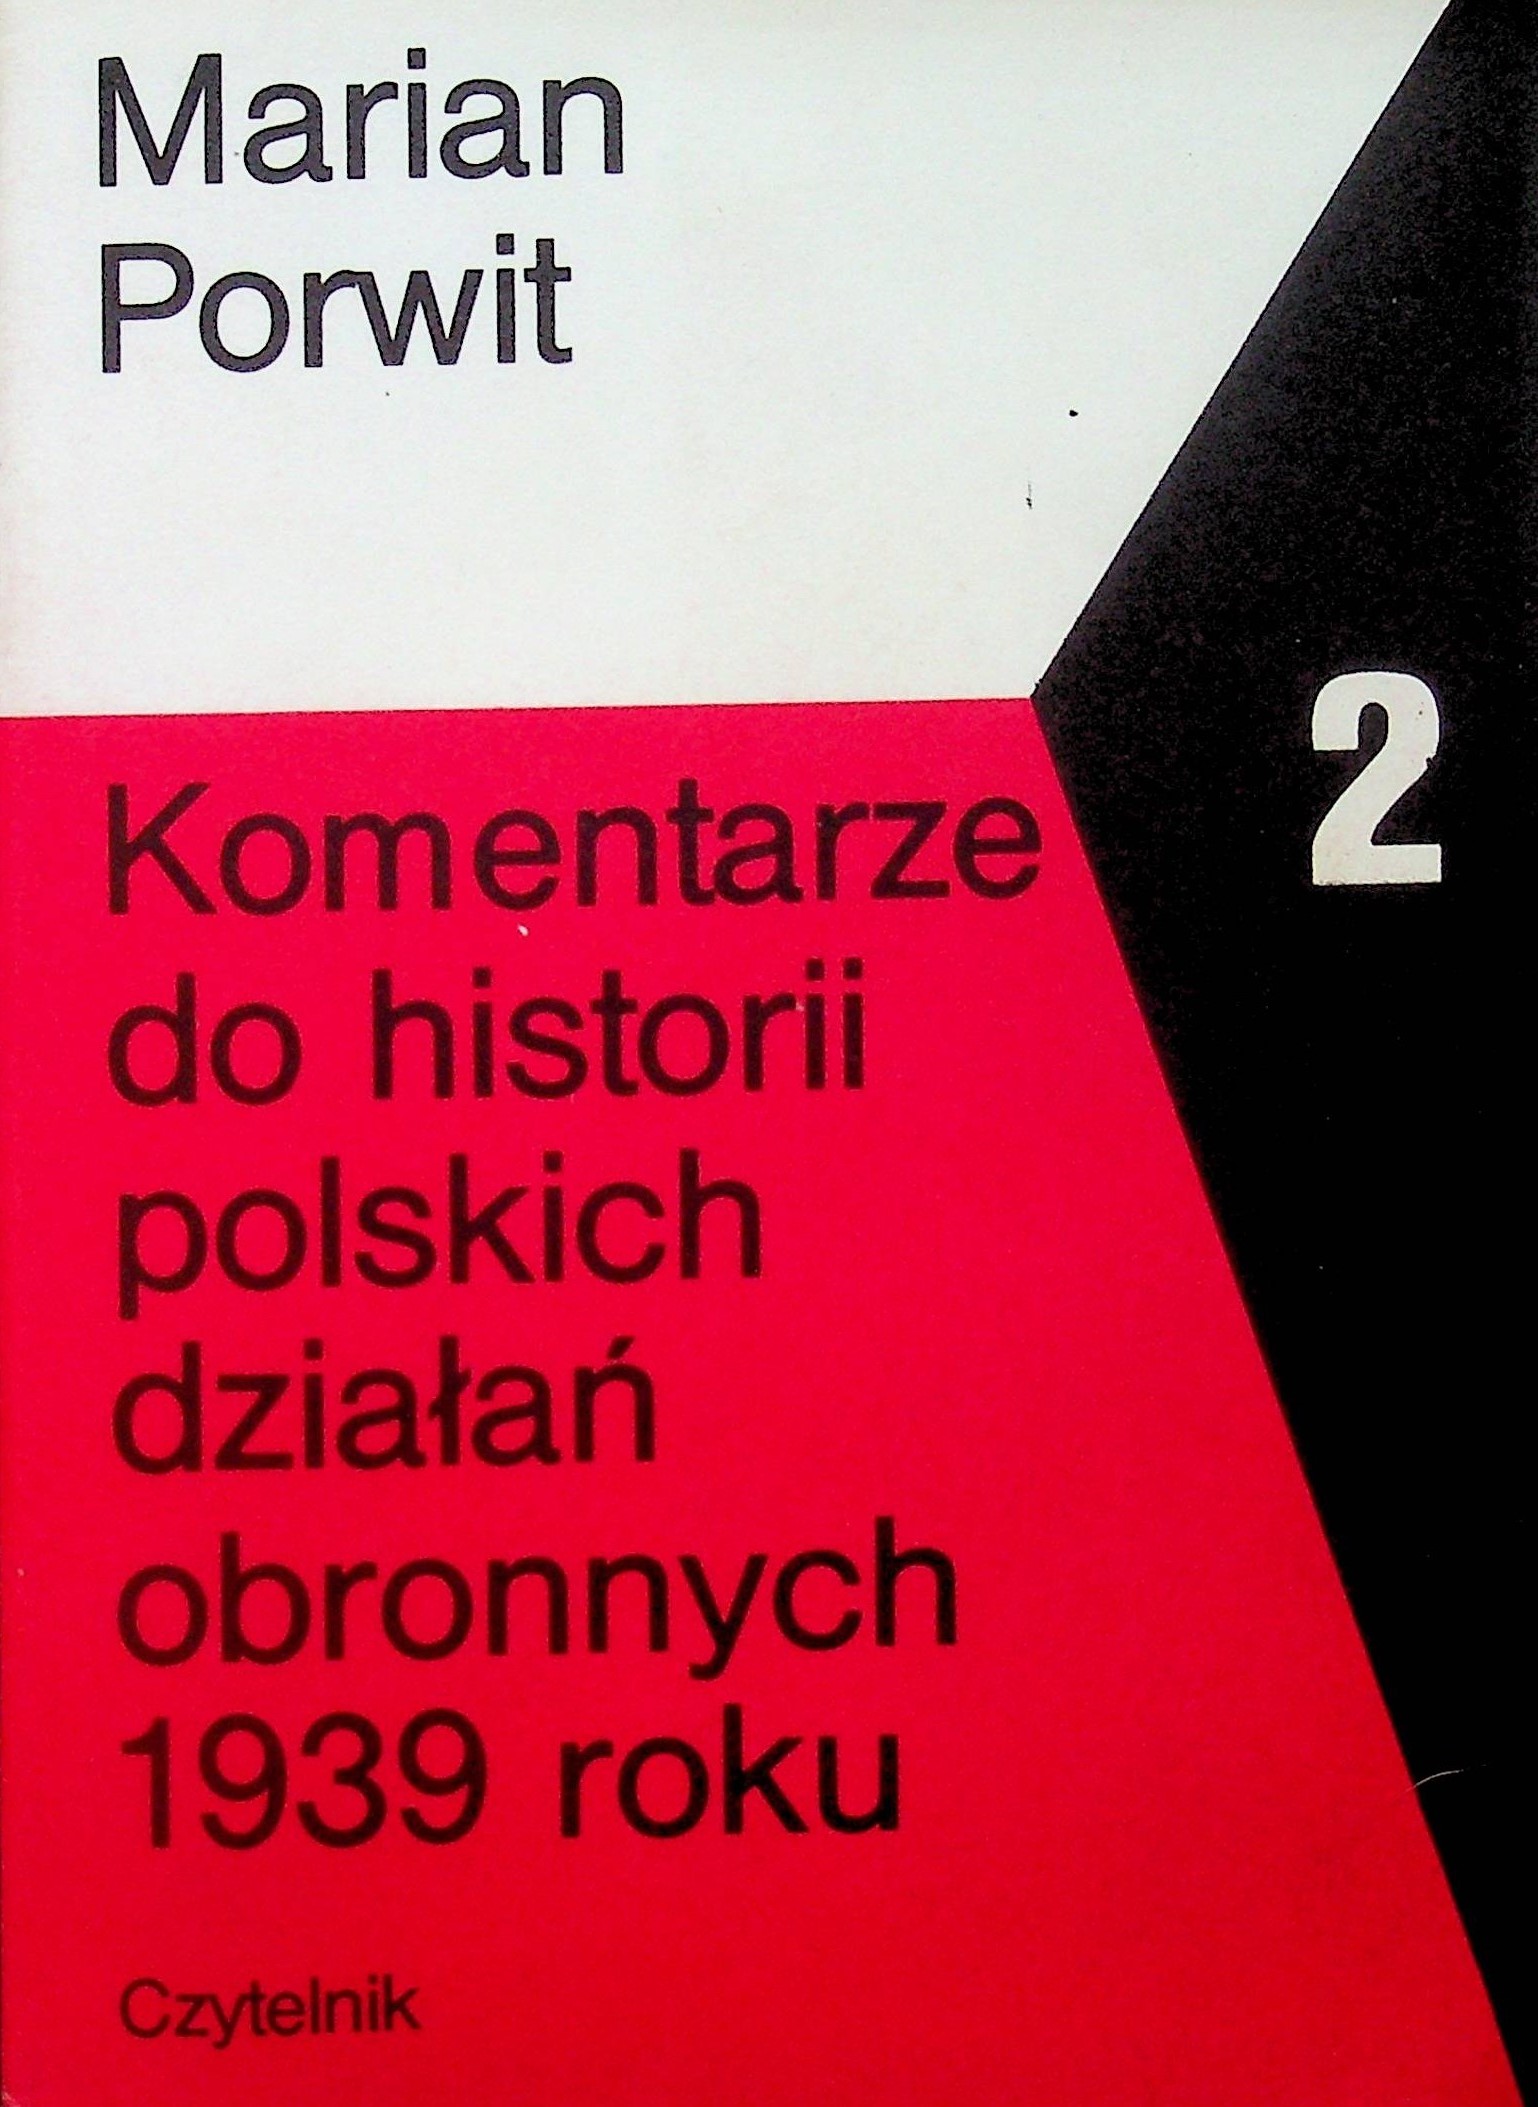 Marian
Porwit
2
Komentarze
do historii
polskich
działań
obronnych
1939 roku
Czytelnik